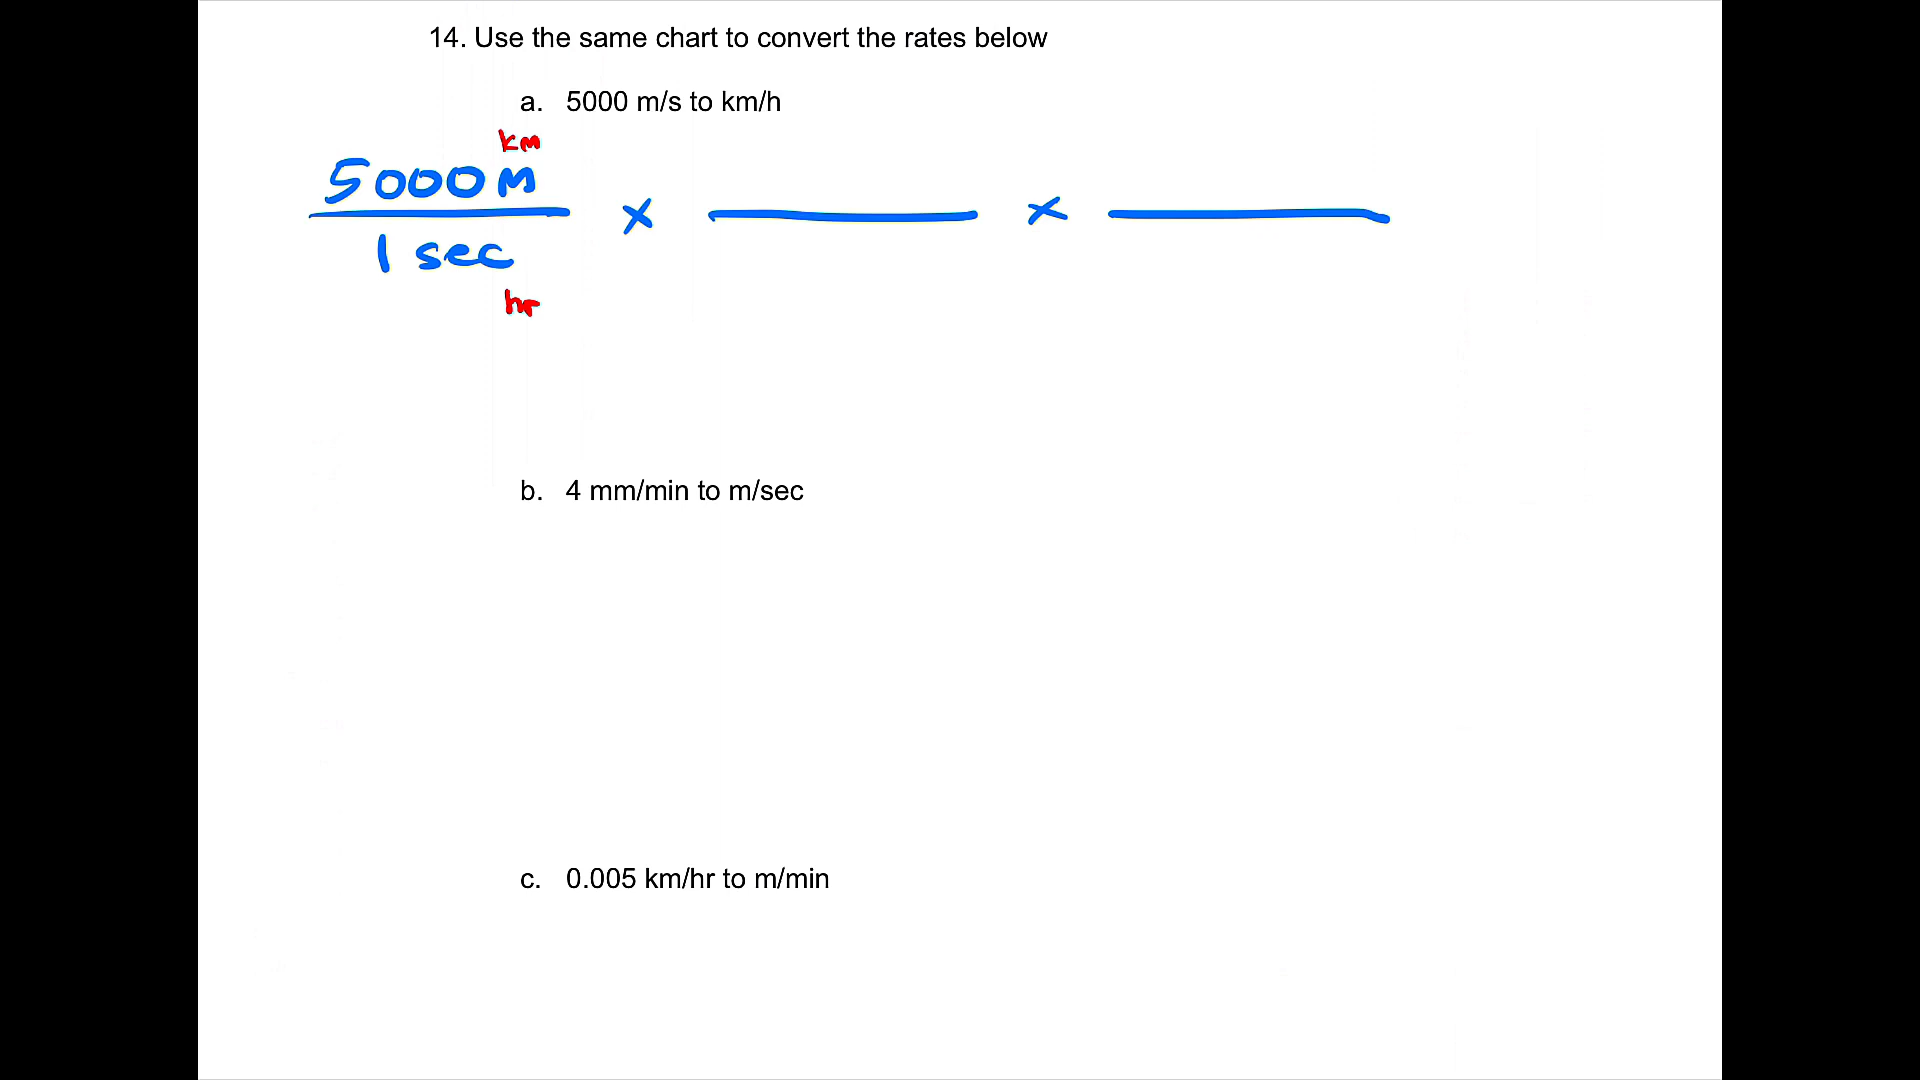 14. Use the same chart to convert the rates below
a. 5000 m/s to km/h
km
5000 m
× ×
1 sec
hr
b. 4 mm/min to m/sec
c. 0.005 km/hr to m/min